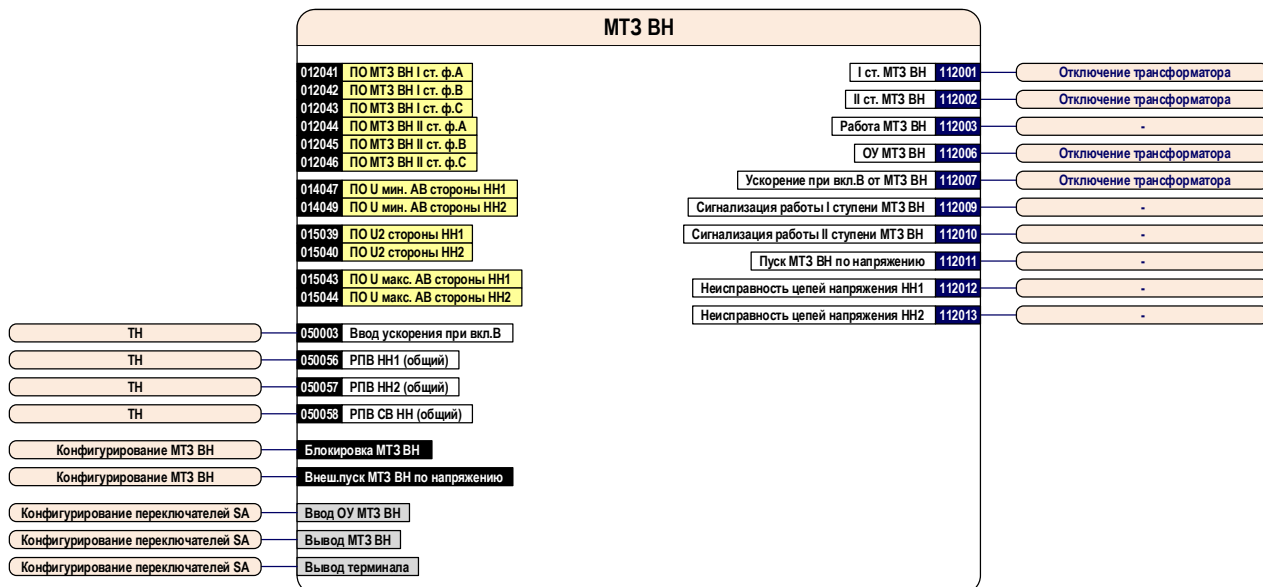 МТЗ ВН
012041 ПО МТЗ ВН I ст. ф.А
012042 ПО МТЗ ВН I ст. ф.В
012043 ПО МТЗ ВН I ст. ф.С
012044 ПО МТЗ ВН II ст. ф.А
012045 ПО МТЗ ВН II ст. ф.В
012046 ПО МТЗ ВН II ст. ф.С
014047 ПО U мин. АВ стороны НН1
014049 ПО U мин. АВ стороны НН2
015039 ПО U2 стороны НН1
015040 ПО U2 стороны НН2
015043 ПО U макс. АВ стороны НН1
015044 ПО U макс. АВ стороны НН2
ТН 050003 Ввод ускорения при вкл.В
ТН 050056 РПВ НН1 (общий)
ТН 050057 РПВ НН2 (общий)
ТН 050058 РПВ СВ НН (общий)
Конфигурирование МТЗ ВН Блокировка МТЗ ВН
Конфигурирование МТЗ ВН Внеш.пуск МТЗ ВН по напряжению
Конфигурирование переключателей SA Ввод ОУ МТЗ ВН
Конфигурирование переключателей SA Вывод МТЗ ВН
Конфигурирование переключателей SA Вывод терминала
I ст. МТЗ ВН 112001 Отключение трансформатора
II ст. МТЗ ВН 112002 Отключение трансформатора
Работа МТЗ ВН 112003 -
ОУ МТЗ ВН 112006 Отключение трансформатора
Ускорение при вкл.В от МТЗ ВН 112007 Отключение трансформатора
Сигнализация работы I ступени МТЗ ВН 112009 -
Сигнализация работы II ступени МТЗ ВН 112010 -
Пуск МТЗ ВН по напряжению 112011 -
Неисправность цепей напряжения НН1 112012 -
Неисправность цепей напряжения НН2 112013 -